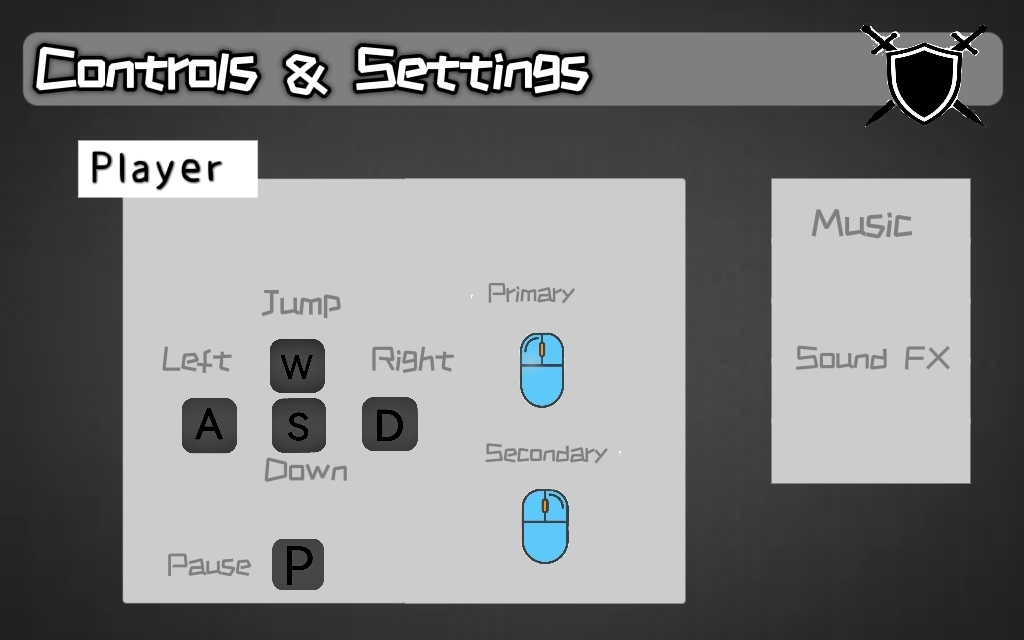 Controls & Settings
Player
Jump
Left
W
Right
A
S
D
Down
Pause
P
Primary
Secondary
Music
Sound FX